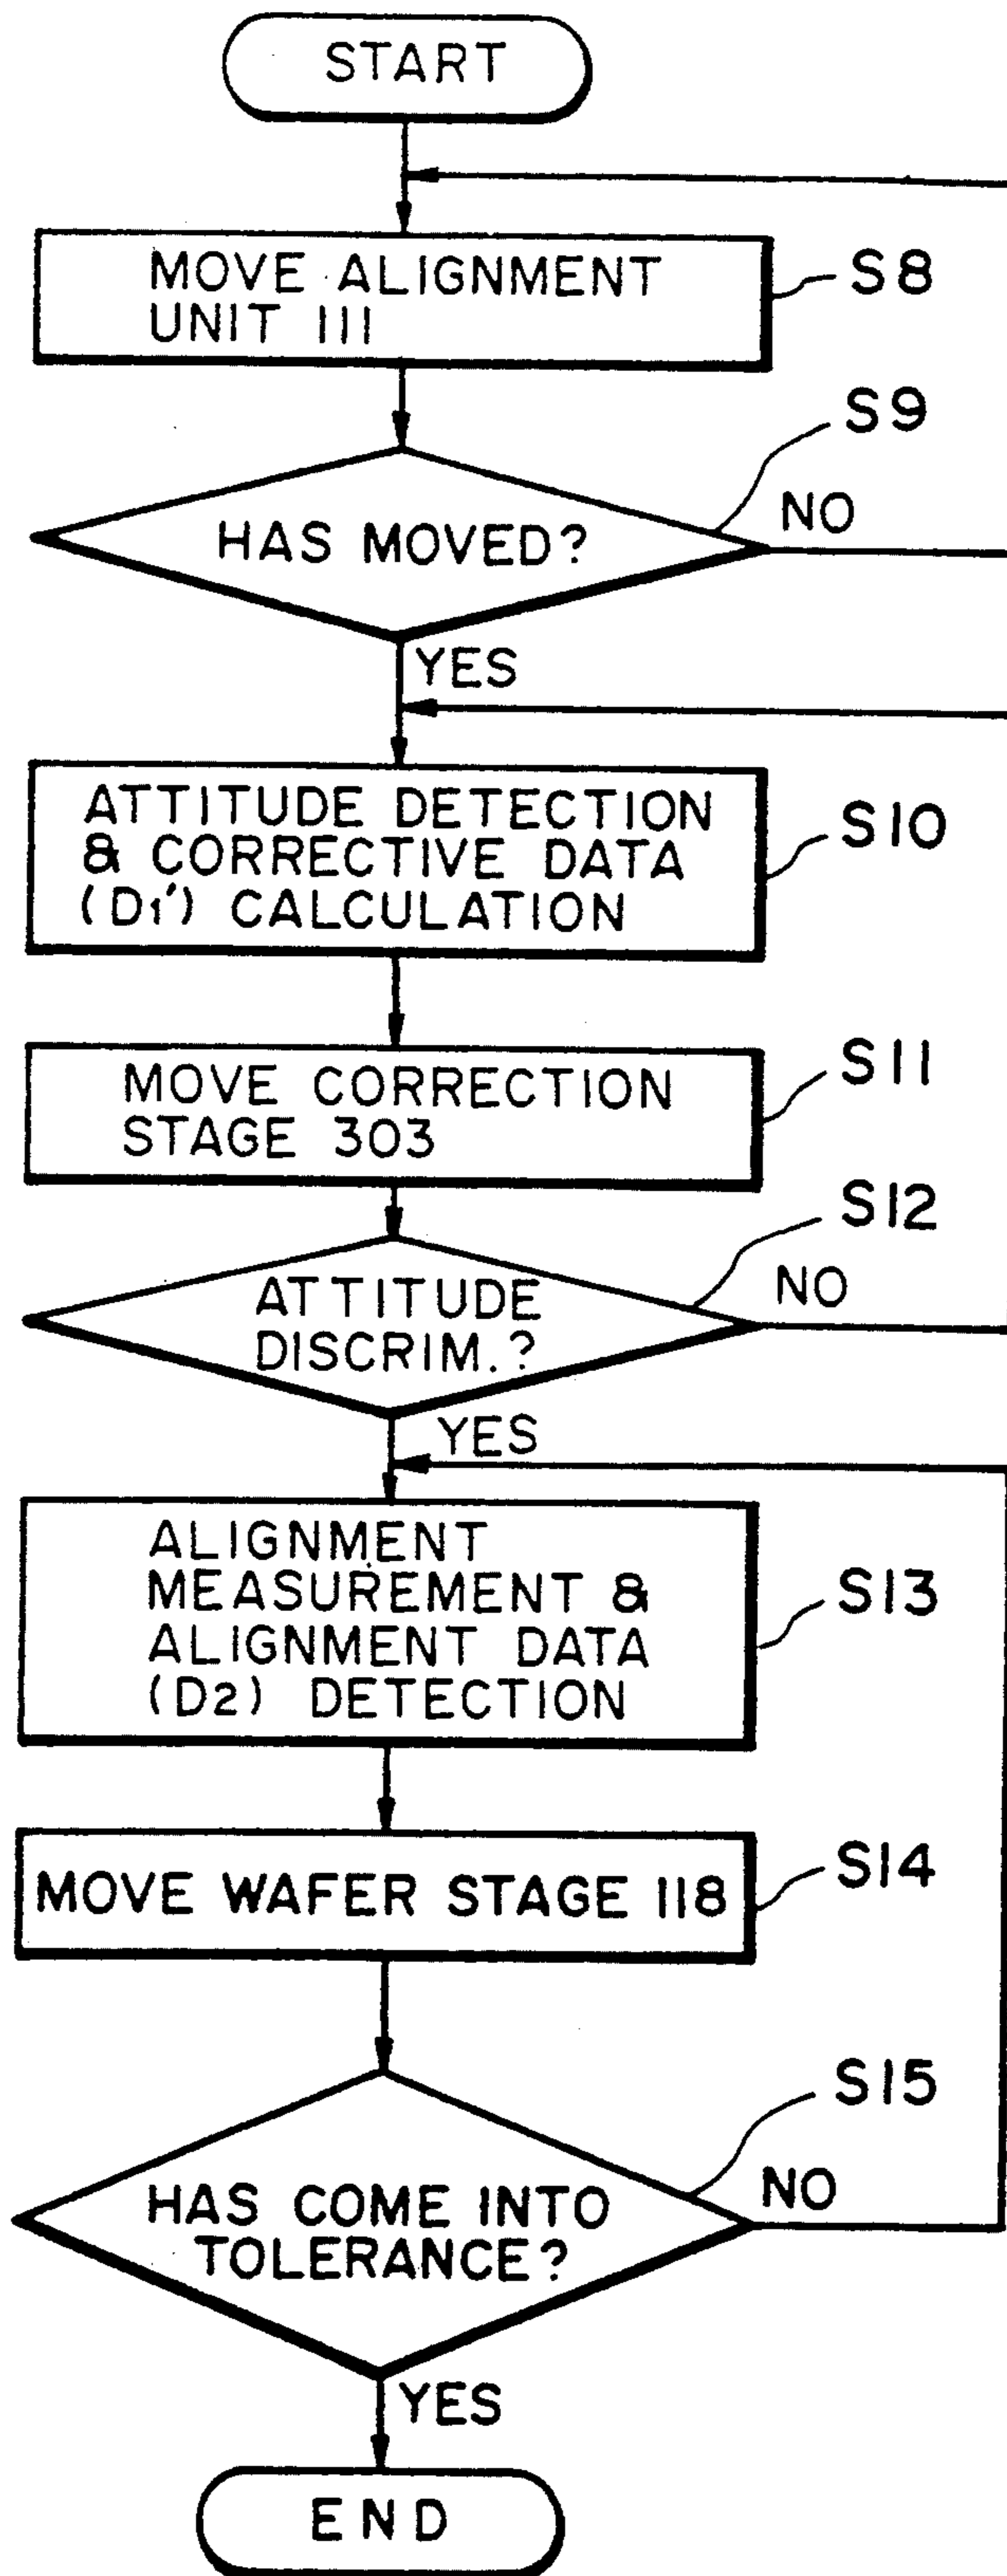 START
MOVE ALIGNMENT
UNIT 111
S8
S9
HAS MOVED?
NO
YES
ATTITUDE DETECTION
& CORRECTIVE DATA
(D1') CALCULATION
S10
MOVE CORRECTION
STAGE 303
S11
S12
ATTITUDE
DISCRIM.?
NO
YES
ALIGNMENT
MEASUREMENT &
ALIGNMENT DATA
(D2) DETECTION
S13
MOVE WAFER STAGE 118
S14
S15
HAS COME INTO
TOLERANCE?
NO
YES
END